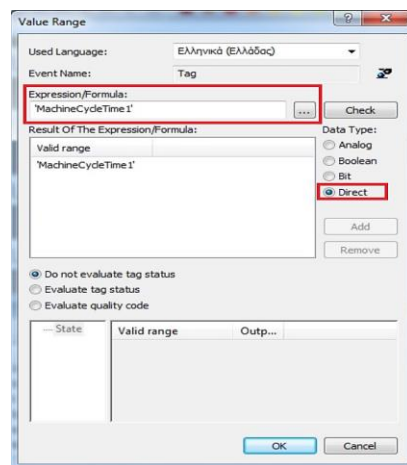 Value Range
Used Language: Ελληνικά (Ελλάδας)
Event Name: Tag
Expression/Formula:
'MachineCycleTime1' ... Check
Result Of The Expression/Formula: Data Type:
Valid range Analog
'MachineCycleTime1' Boolean
Bit
Direct
Add
Remove
Do not evaluate tag status
Evaluate tag status
Evaluate quality code
State Valid range Outp...
OK Cancel